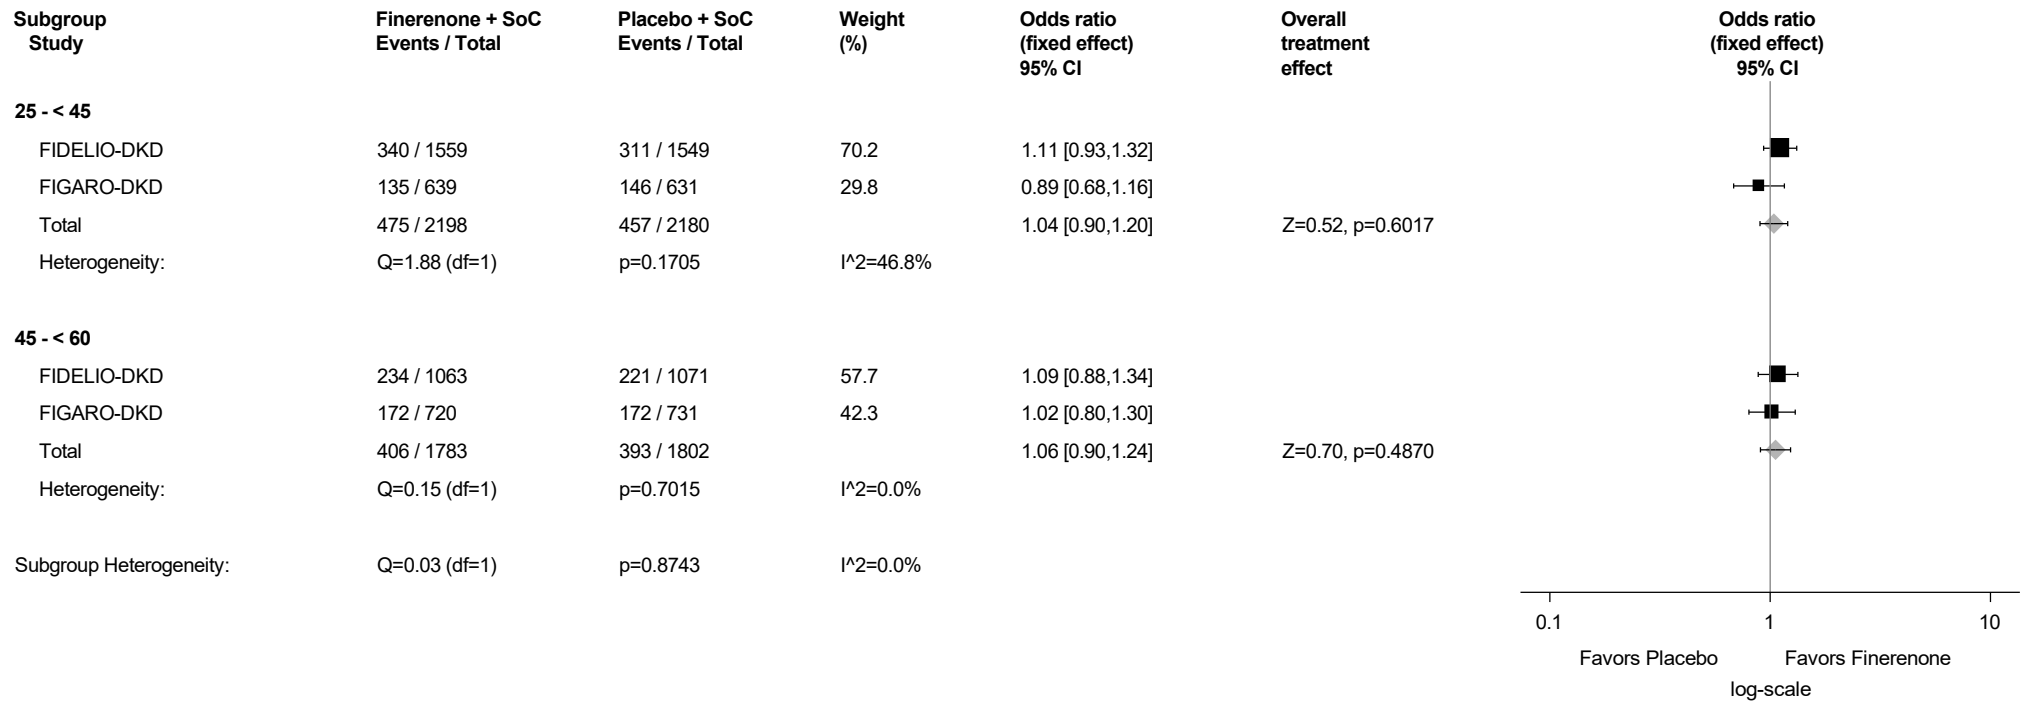 Subgroup Finerenone + SoC Placebo + SoC Weight Odds ratio Overall Odds ratio
Study Events / Total Events / Total (%) (fixed effect) treatment (fixed effect)
95% CI effect 95% CI
25 - < 45
FIDELIO-DKD 340 / 1559 311 / 1549 70.2 1.11 [0.93,1.32]
FIGARO-DKD 135 / 639 146 / 631 29.8 0.89 [0.68,1.16]
Total 475 / 2198 457 / 2180 1.04 [0.90,1.20] Z=0.52, p=0.6017
Heterogeneity: Q=1.88 (df=1) p=0.1705 I^2=46.8%
45 - < 60
FIDELIO-DKD 234 / 1063 221 / 1071 57.7 1.09 [0.88,1.34]
FIGARO-DKD 172 / 720 172 / 731 42.3 1.02 [0.80,1.30]
Total 406 / 1783 393 / 1802 1.06 [0.90,1.24] Z=0.70, p=0.4870
Heterogeneity: Q=0.15 (df=1) p=0.7015 I^2=0.0%
Subgroup Heterogeneity: Q=0.03 (df=1) p=0.8743 I^2=0.0%
0.1 1 10
Favors Placebo Favors Finerenone
log-scale